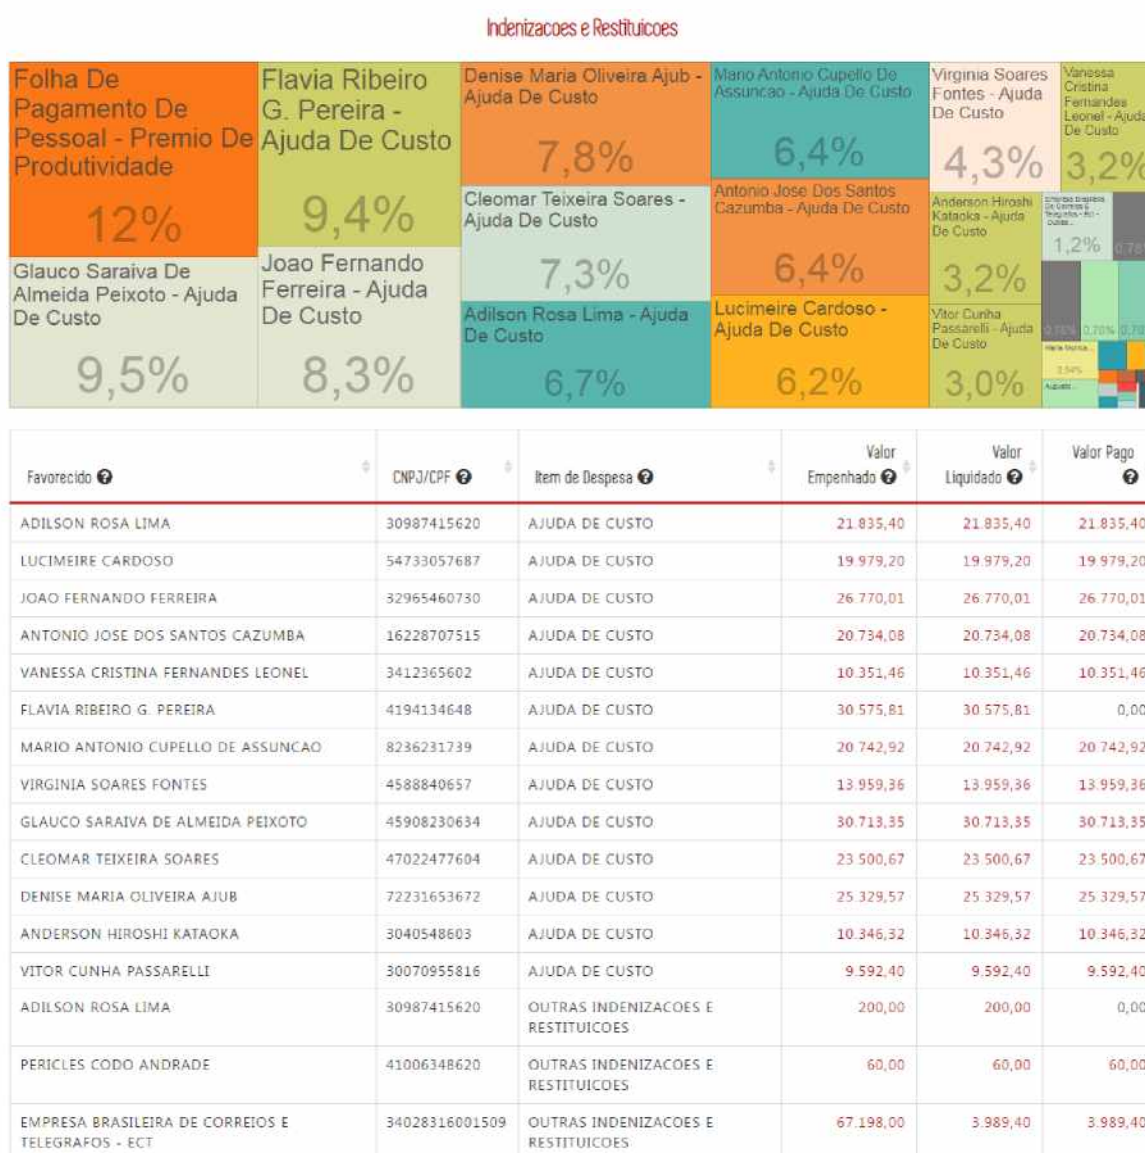 Indenizacoes e Restituicoes
Folha De
Pagamento De
Pessoal - Premio De
Produtividade
12%
Flavia Ribeiro
G. Pereira -
Ajuda De Custo
9,4%
Denise Maria Oliveira Ajub -
Ajuda De Custo
7,8%
Mario Antonio Cupello De
Assuncao - Ajuda De Custo
6,4%
Virginia Soares
Fontes - Ajuda
De Custo
4,3%
Vanessa
Cristina
Fernandes
Leonel - Ajuda
De Custo
3,2%
Cleomar Teixeira Soares -
Ajuda De Custo
7,3%
Antonio Jose Dos Santos
Cazumba - Ajuda De Custo
6,4%
Anderson Hiroshi
Kataoka - Ajuda
De Custo
3,2%
1,2%
Glauco Saraiva De
Almeida Peixoto - Ajuda
De Custo
9,5%
Joao Fernando
Ferreira - Ajuda
De Custo
8,3%
Adilson Rosa Lima - Ajuda
De Custo
6,7%
Lucimeire Cardoso -
Ajuda De Custo
6,2%
Vitor Cunha
Passarelli - Ajuda
De Custo
3,0%
Favorecido CNPJ/CPF Item de Despesa Valor Empenhado Valor Liquidado Valor Pago
ADILSON ROSA LIMA 30987415620 AJUDA DE CUSTO 21.835,40 21.835,40 21.835,40
LUCIMEIRE CARDOSO 54733057687 AJUDA DE CUSTO 19.979,20 19.979,20 19.979,20
JOAO FERNANDO FERREIRA 32965460730 AJUDA DE CUSTO 26.770,01 26.770,01 26.770,01
ANTONIO JOSE DOS SANTOS CAZUMBA 16228707515 AJUDA DE CUSTO 20.734,08 20.734,08 20.734,08
VANESSA CRISTINA FERNANDES LEONEL 3412365602 AJUDA DE CUSTO 10.351,46 10.351,46 10.351,46
FLAVIA RIBEIRO G. PEREIRA 4194134648 AJUDA DE CUSTO 30.575,81 30.575,81 0,00
MARIO ANTONIO CUPELLO DE ASSUNCAO 8236231739 AJUDA DE CUSTO 20.742,92 20.742,92 20.742,92
VIRGINIA SOARES FONTES 4588840657 AJUDA DE CUSTO 13.959,36 13.959,36 13.959,36
GLAUCO SARAIVA DE ALMEIDA PEIXOTO 45908230634 AJUDA DE CUSTO 30.713,35 30.713,35 30.713,35
CLEOMAR TEIXEIRA SOARES 47022477604 AJUDA DE CUSTO 23.500,67 23.500,67 23.500,67
DENISE MARIA OLIVEIRA AJUB 72231653672 AJUDA DE CUSTO 25.329,57 25.329,57 25.329,57
ANDERSON HIROSHI KATAOKA 3040548603 AJUDA DE CUSTO 10.346,32 10.346,32 10.346,32
VITOR CUNHA PASSARELLI 30070955816 AJUDA DE CUSTO 9.592,40 9.592,40 9.592,40
ADILSON ROSA LIMA 30987415620 OUTRAS INDENIZACOES E 200,00 200,00 0,00
RESTITUICOES
PERICLES CODO ANDRADE 41006348620 OUTRAS INDENIZACOES E 60,00 60,00 60,00
RESTITUICOES
EMPRESA BRASILEIRA DE CORREIOS E 34028316001509 OUTRAS INDENIZACOES E 67.198,00 3.989,40 3.989,40
TELEGRAFOS - ECT RESTITUICOES